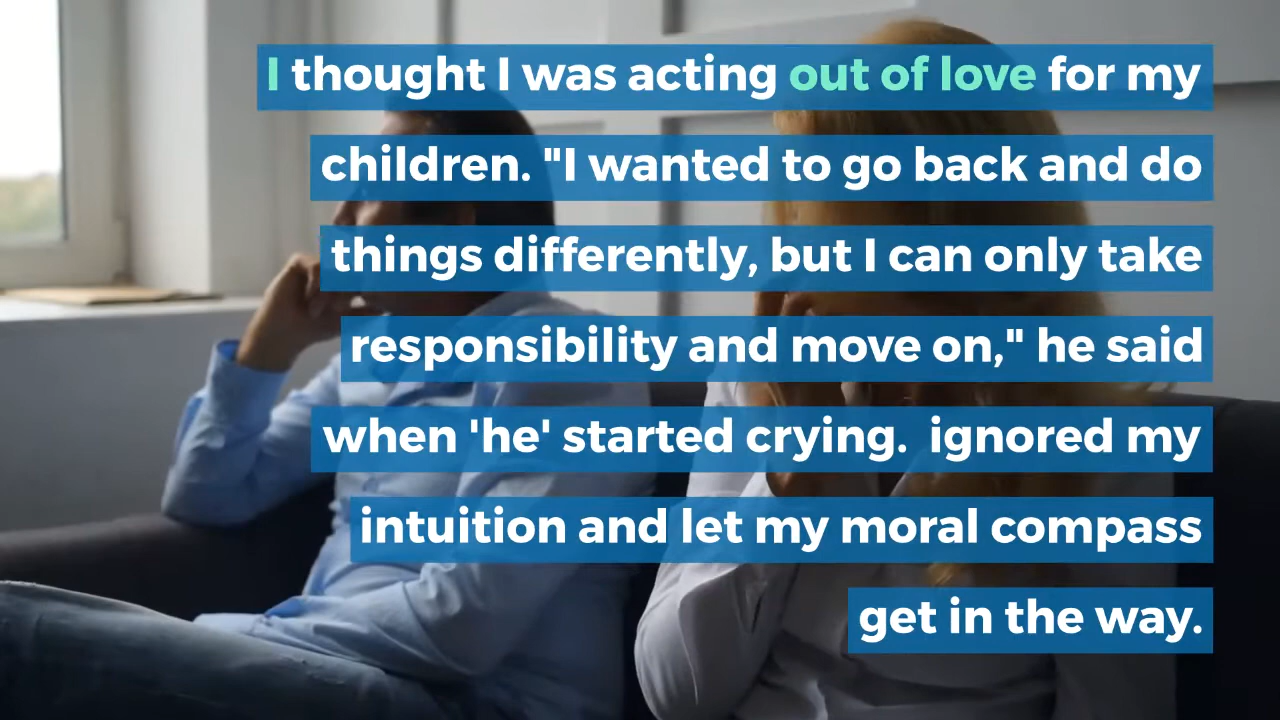 I thought I was acting out of love for my
children. "I wanted to go back and do
things differently, but I can only take
responsibility and move on," he said
when 'he' started crying.  ignored my
intuition and let my moral compass
get in the way.